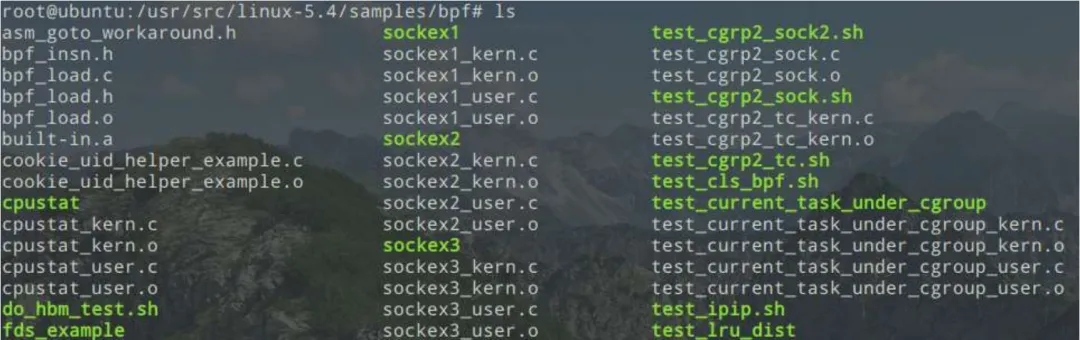 root@ubuntu:/usr/src/linux-5.4/samples/bpf# ls
asm_goto_workaround.h sockex1 test_cgrp2_sock2.sh
bpf_insn.h sockex1_kern.c test_cgrp2_sock.c
bpf_load.c sockex1_kern.o test_cgrp2_sock.o
bpf_load.h sockex1_user.c test_cgrp2_sock.sh
bpf_load.o sockex1_user.o test_cgrp2_tc_kern.c
built-in.a sockex2 test_cgrp2_tc_kern.o
cookie_uid_helper_example.c sockex2_kern.c test_cgrp2_tc.sh
cookie_uid_helper_example.o sockex2_kern.o test_cls_bpf.sh
cpustat sockex2_user.c test_current_task_under_cgroup
cpustat_kern.c sockex2_user.o test_current_task_under_cgroup_kern.c
cpustat_kern.o sockex3 test_current_task_under_cgroup_kern.o
cpustat_user.c sockex3_kern.c test_current_task_under_cgroup_user.c
cpustat_user.o sockex3_kern.o test_current_task_under_cgroup_user.o
do_hbm_test.sh sockex3_user.c test_ipip.sh
fds_example sockex3_user.o test_lru_dist